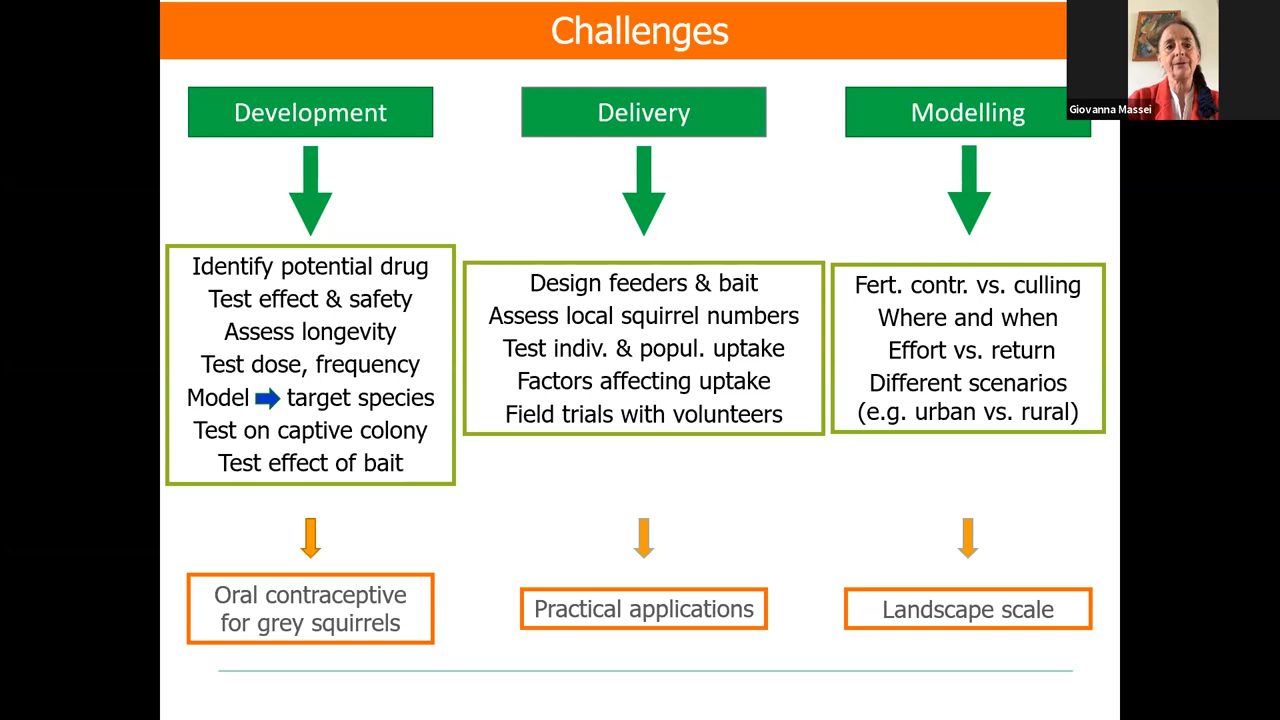 Challenges
Giovanna Massei
Development
Identify potential drug
Test effect & safety
Assess longevity
Test dose, frequency
Model target species
Test on captive colony
Test effect of bait
Oral contraceptive
for grey squirrels
Delivery
Design feeders & bait
Assess local squirrel numbers
Test indiv. & popul. uptake
Factors affecting uptake
Field trials with volunteers
Practical applications
Modelling
Fert. contr. vs. culling
Where and when
Effort vs. return
Different scenarios
(e.g. urban vs. rural)
Landscape scale